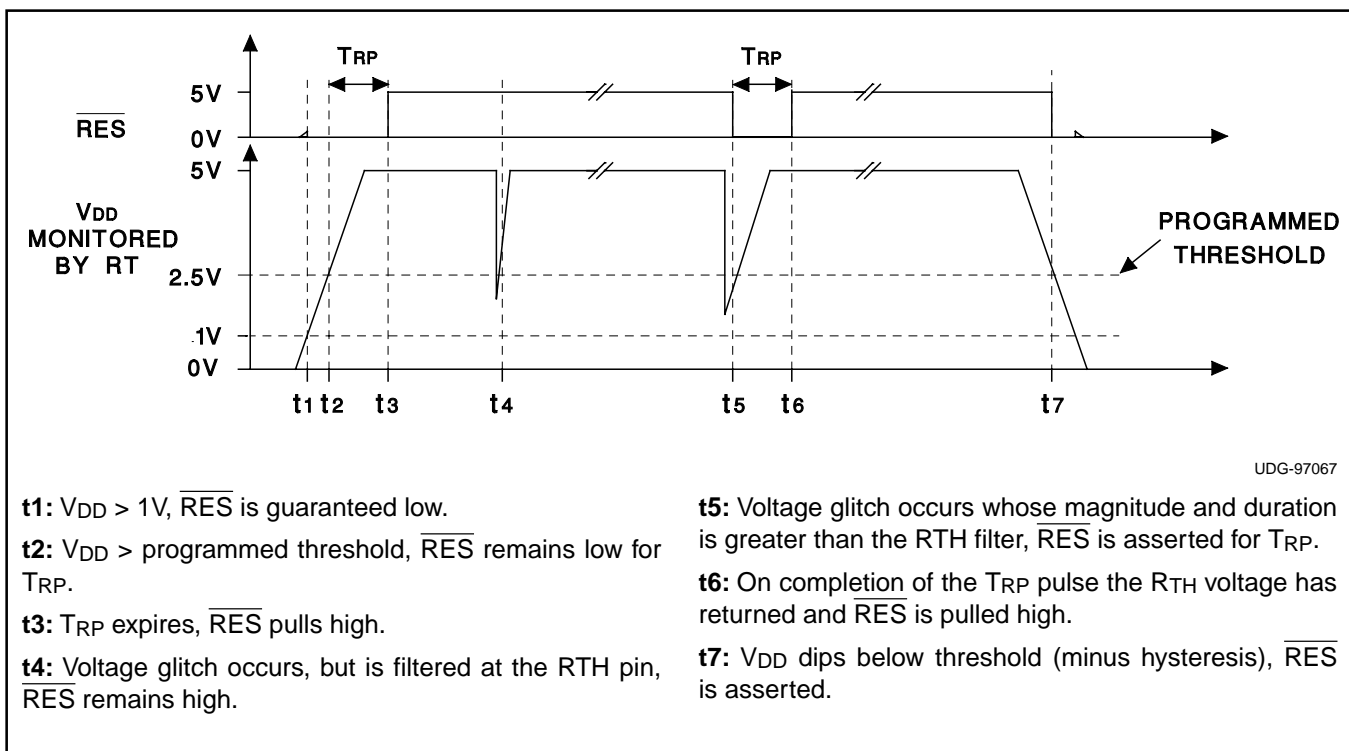 TRP
TRP
5V
RES
0V
5V
VDD
MONITORED
BY RT
PROGRAMMED
THRESHOLD
2.5V
1V
0V
t1 t2 t3 t4 t5 t6 t7
UDG-97067
t1: VDD > 1V, RES is guaranteed low.
t2: VDD > programmed threshold, RES remains low for
TRP.
t3: TRP expires, RES pulls high.
t4: Voltage glitch occurs, but is filtered at the RTH pin,
RES remains high.
t5: Voltage glitch occurs whose magnitude and duration
is greater than the RTH filter, RES is asserted for TRP.
t6: On completion of the TRP pulse the RTH voltage has
returned and RES is pulled high.
t7: VDD dips below threshold (minus hysteresis), RES
is asserted.